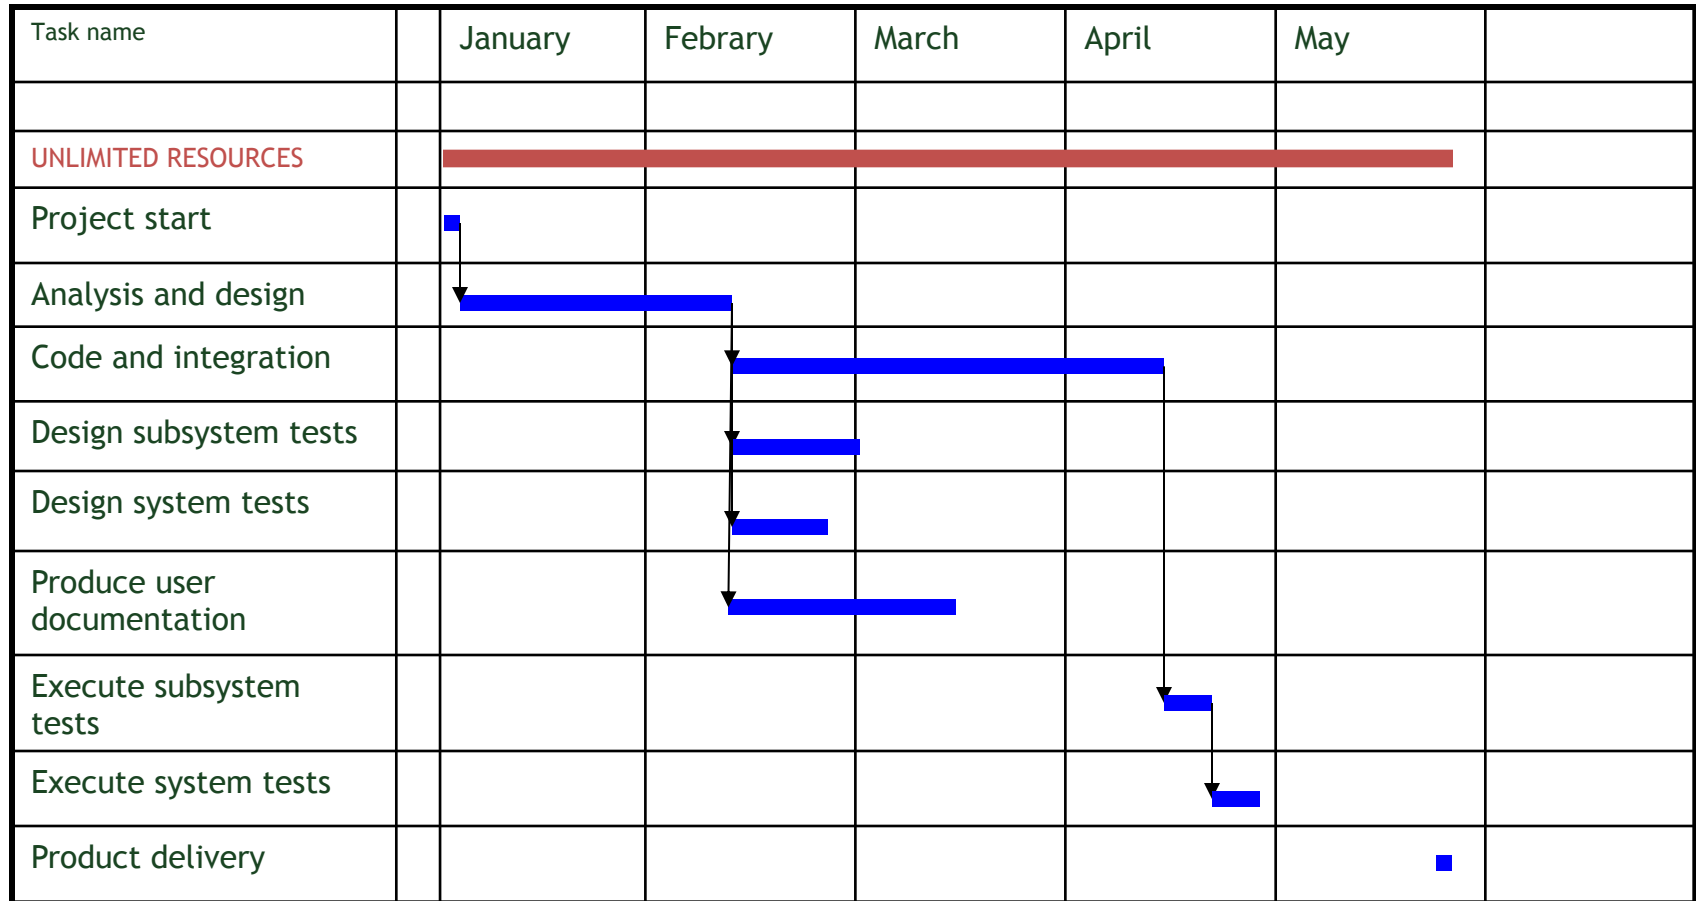 Task name
January
Febrary
March
April
May
UNLIMITED RESOURCES
Project start
Analysis and design
Code and integration
Design subsystem tests
Design system tests
Produce user
documentation
Execute subsystem
tests
Execute system tests
Product delivery